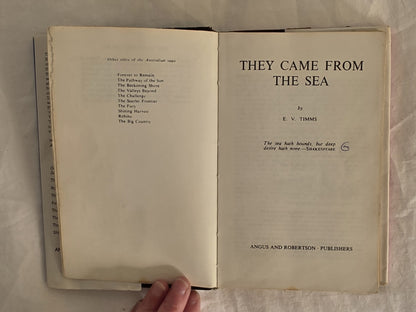 Other titles of the Australian saga
Forever to Remain
The Pathway of the Sun
The Beckoning Shore
The Valleys Beyond
The Challenge
The Scarlet Frontier
The Fury
Shining Harvest
Robina
The Big Country
THEY CAME FROM
THE SEA
by
E. V. TIMMS
The sea hath bounds, but deep
desire hath none.—SHAKESPEARE
ANGUS AND ROBERTSON · PUBLISHERS